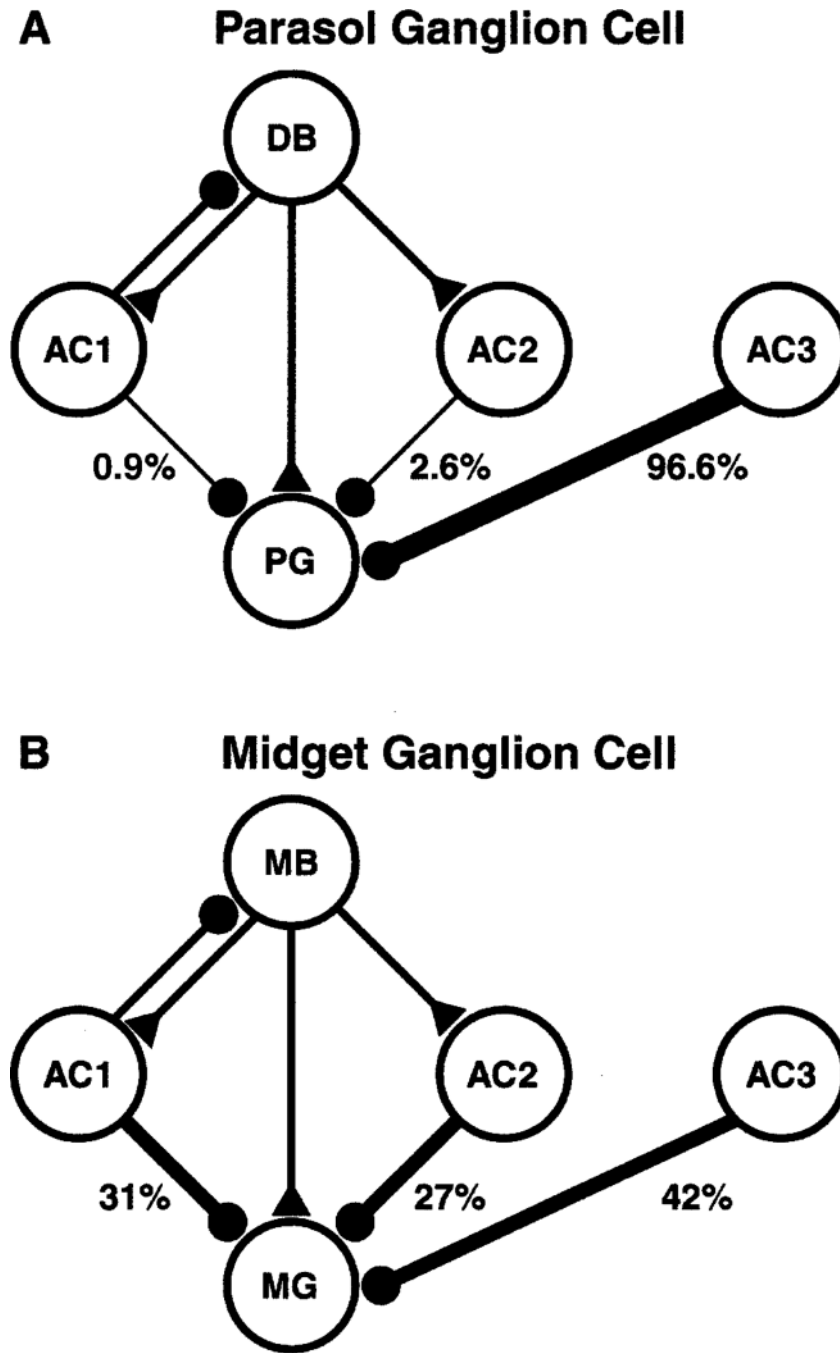 A Parasol Ganglion Cell
DB
AC1 AC2 AC3
0.9% 2.6% 96.6%
PG
B Midget Ganglion Cell
MB
AC1 AC2 AC3
31% 27% 42%
MG